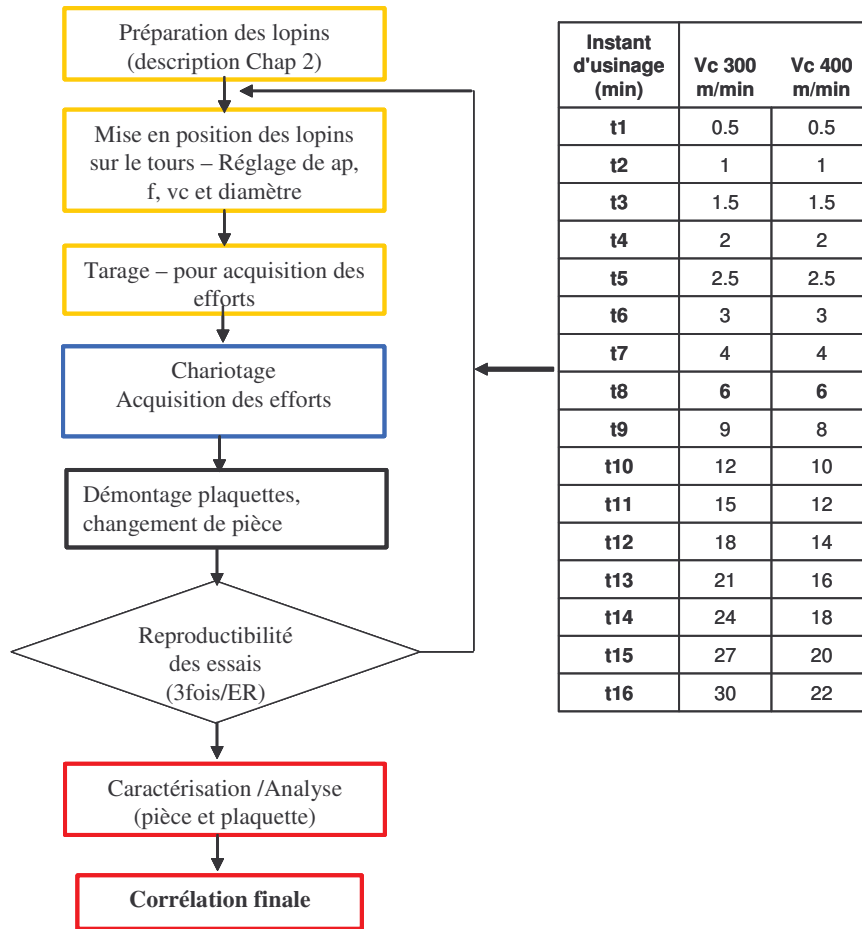 Préparation des lopins
(description Chap 2)
Mise en position des lopins
sur le tours – Réglage de ap,
f, vc et diamètre
Tarage – pour acquisition des
efforts
Chariotage
Acquisition des efforts
Démontage plaquettes,
changement de pièce
Reproductibilité
des essais
(3fois/ER)
Caractérisation /Analyse
(pièce et plaquette)
Corrélation finale
Instant
d'usinage
(min)
Vc 300
m/min
Vc 400
m/min
t1 0.5 0.5
t2 1 1
t3 1.5 1.5
t4 2 2
t5 2.5 2.5
t6 3 3
t7 4 4
t8 6 6
t9 9 8
t10 12 10
t11 15 12
t12 18 14
t13 21 16
t14 24 18
t15 27 20
t16 30 22